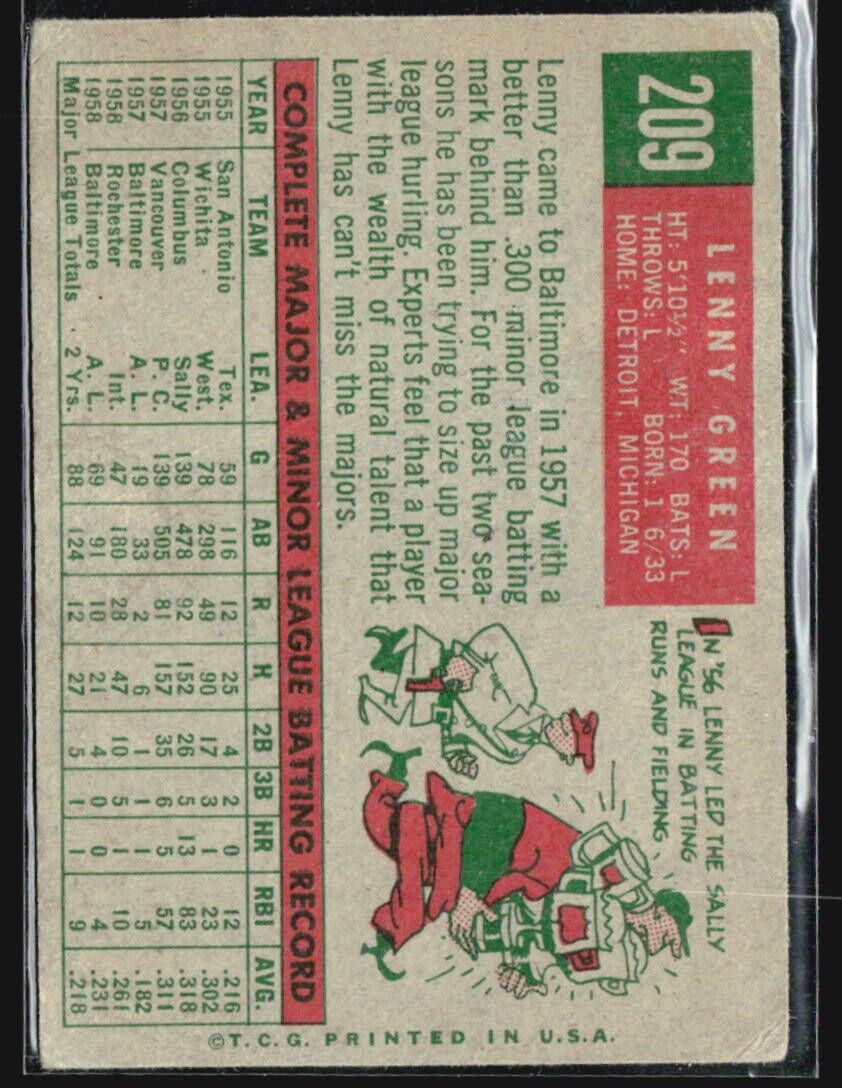 209
LENNY GREEN
HT: 5'10½" WT: 170 BATS: L
THROWS: L BORN: 1 6/33
HOME: DETROIT, MICHIGAN
Lenny came to Baltimore in 1957 with a
better than .300 minor league batting
mark behind him. For the past two sea-
sons he has been trying to size up major
league hurling. Experts feel that a player
with the wealth of natural talent that
Lenny has can't miss the majors.
IN '56 LENNY LED THE SALLY
LEAGUE IN BATTING
RUNS AND FIELDING
COMPLETE MAJOR & MINOR LEAGUE BATTING RECORD
YEAR TEAM LEA. G AB R H 2B 3B HR RBI AVG.
1955 San Antonio Tex. 59 116 12 25 4 2 0 12 .216
1955 Wichita West. 78 298 49 90 17 3 1 23 .302
1956 Columbus Sally 139 478 92 152 26 5 13 83 .318
1957 Vancouver P. C. 139 505 81 157 35 6 5 57 .311
1957 Baltimore A. L. 19 33 2 6 1 1 1 5 .182
1958 Rochester Int. 47 180 28 47 10 5 1 10 .261
1958 Baltimore A. L. 69 91 10 21 4 0 0 4 .231
Major League Totals 2 Yrs. 88 124 12 27 5 1 1 9 .218
©T.C.G. PRINTED IN U.S.A.